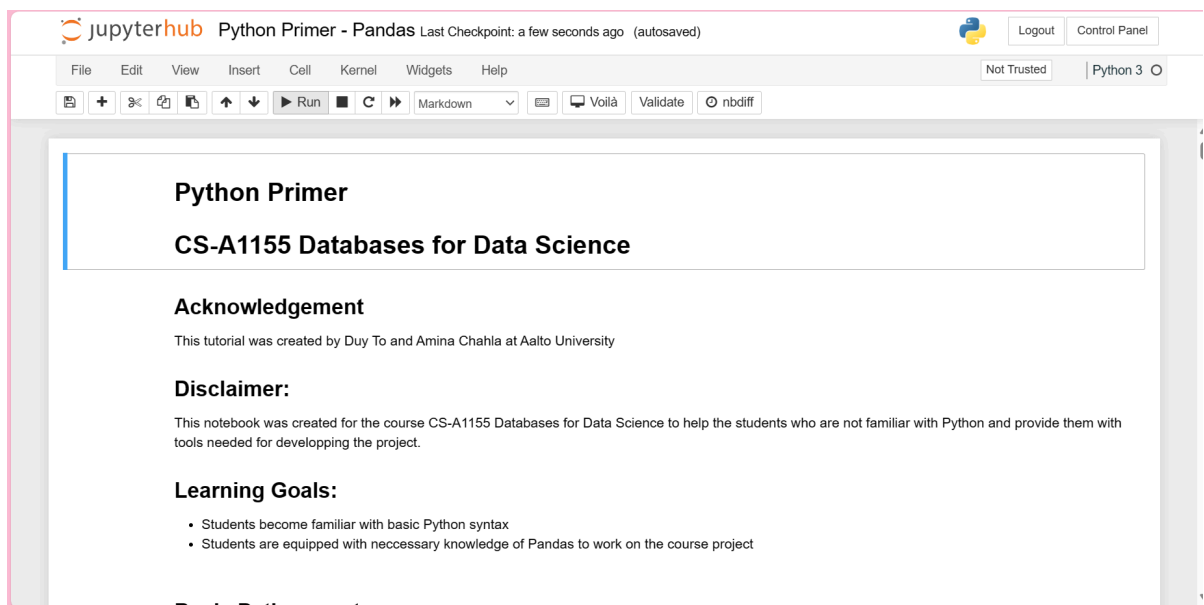 jupyterhub Python Primer - Pandas Last Checkpoint: a few seconds ago (autosaved) Logout Control Panel
File Edit View Insert Cell Kernel Widgets Help Not Trusted Python 3
Run Markdown Voilà Validate nbdiff
Python Primer
CS-A1155 Databases for Data Science
Acknowledgement
This tutorial was created by Duy To and Amina Chahla at Aalto University
Disclaimer:
This notebook was created for the course CS-A1155 Databases for Data Science to help the students who are not familiar with Python and provide them with
tools needed for developping the project.
Learning Goals:
Students become familiar with basic Python syntax
Students are equipped with neccessary knowledge of Pandas to work on the course project